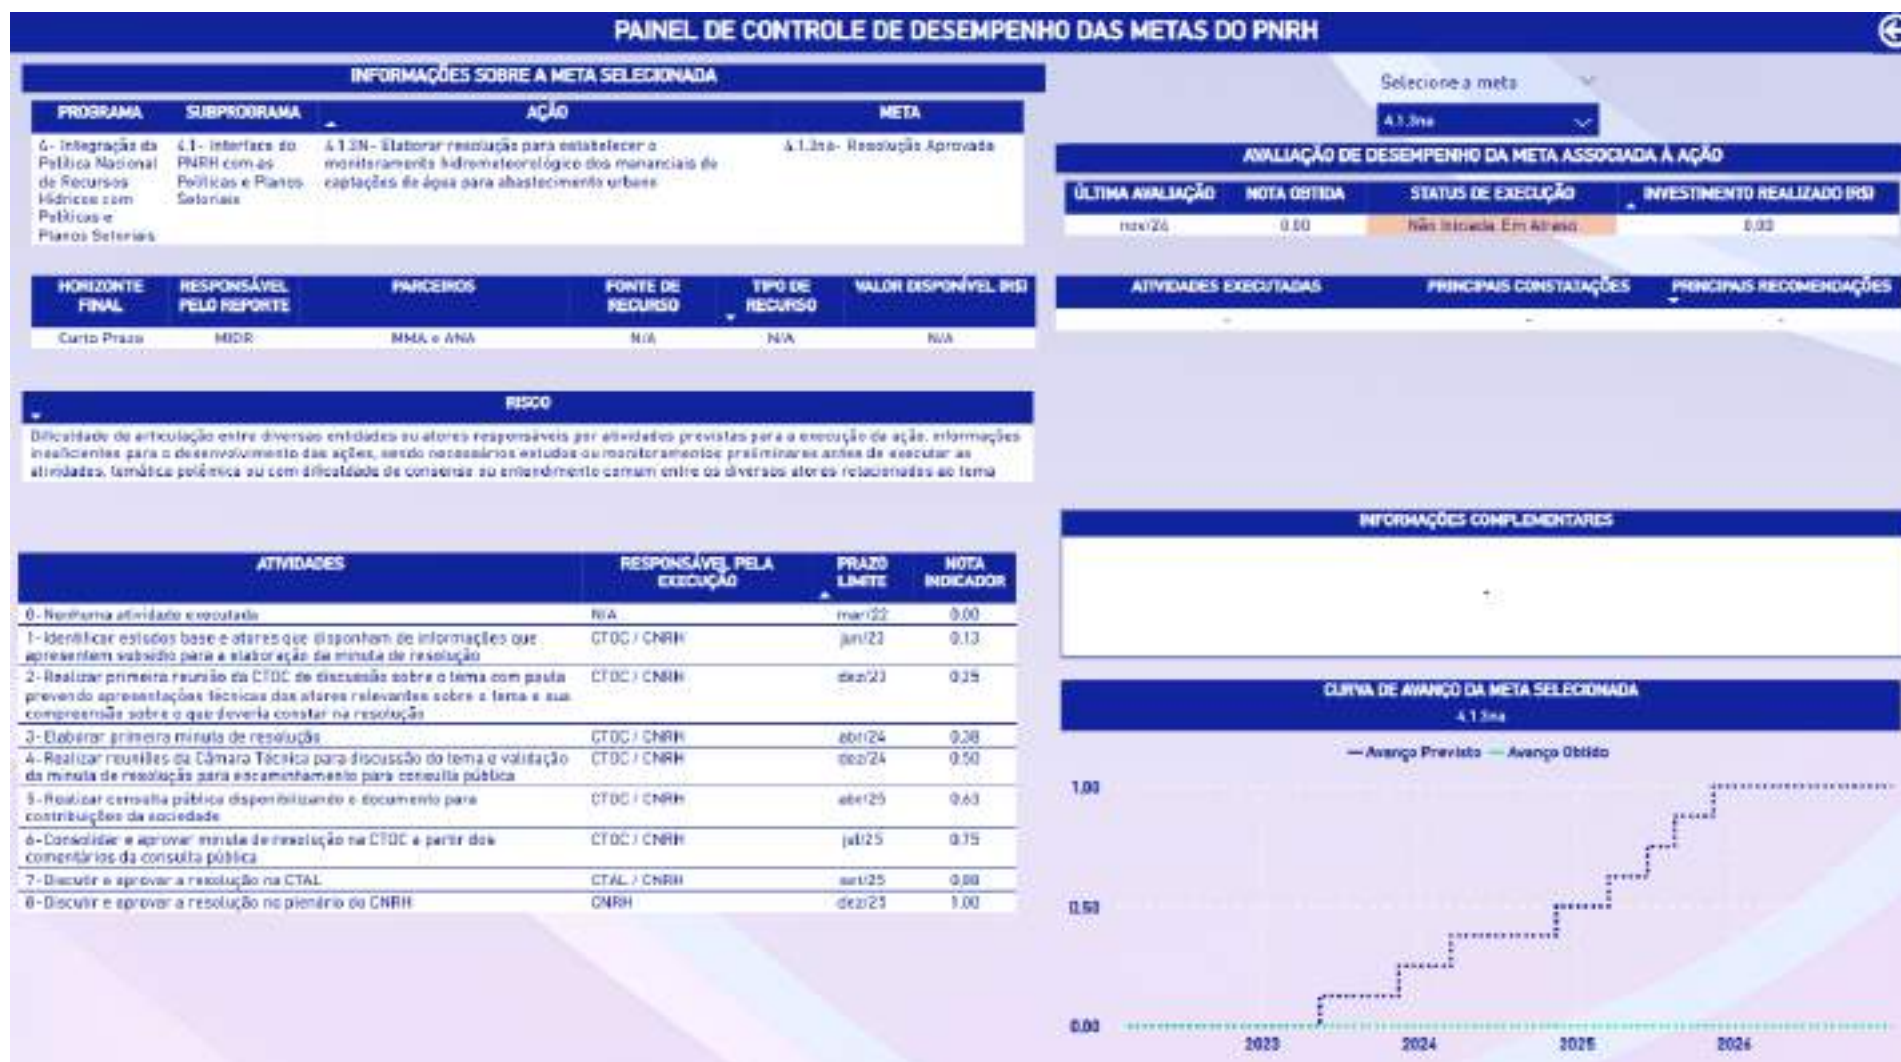 PAINEL DE CONTROLE DE DESEMPENHO DAS METAS DO PNRH
INFORMAÇÕES SOBRE A META SELECIONADA
PROGRAMA SUBPROGRAMA AÇÃO META
4- Integração da Política Nacional de Recursos Hídricos com Políticas e Planos Setoriais
4.1- Interface do PNRH com as Políticas e Planos Setoriais
4.1.3N- Elaborar resolução para estabelecer o monitoramento hidrometeorológico dos mananciais de captações de água para abastecimento urbano
4.1.3na- Resolução Aprovada
HORIZONTE FINAL RESPONSÁVEL PELO REPORTE PARCEIROS FONTE DE RECURSO TIPO DE RECURSO VALOR DISPONÍVEL (R$)
Curto Prazo MIDR MMA e ANA N/A N/A N/A
RISCO
Dificuldade de articulação entre diversas entidades ou atores responsáveis por atividades previstas para a execução da ação, informações
insuficientes para o desenvolvimento das ações, sendo necessários estudos ou monitoramentos preliminares antes de executar as
atividades, temática polêmica ou com dificuldade de consenso ou entendimento comum entre os diversos atores relacionados ao tema
ATIVIDADES RESPONSÁVEL PELA EXECUÇÃO PRAZO LIMITE NOTA INDICADOR
0- Nenhuma atividade executada N/A mar/22 0.00
1- Identificar estudos base e atores que disponham de informações que apresentem subsídio para a elaboração da minuta de resolução CTOC / CNRH jun/23 0.13
2- Realizar primeira reunião da CTOC de discussão sobre o tema com pauta prevendo apresentações técnicas dos atores relevantes sobre o tema e sua compreensão sobre o que deveria constar na resolução CTOC / CNRH dez/23 0.25
3- Elaborar primeira minuta de resolução CTOC / CNRH abr/24 0.38
4- Realizar reuniões da Câmara Técnica para discussão do tema e validação da minuta de resolução para encaminhamento para consulta pública CTOC / CNRH dez/24 0.50
5- Realizar consulta pública disponibilizando o documento para contribuições da sociedade CTOC / CNRH abr/25 0.63
6- Consolidar e aprovar minuta de resolução na CTOC a partir dos comentários da consulta pública CTOC / CNRH jul/25 0.75
7- Discutir e aprovar a resolução na CTAL CTAL / CNRH set/25 0.88
8- Discutir e aprovar a resolução no plenário do CNRH CNRH dez/25 1.00
Selecione a meta
4.1.3na
AVALIAÇÃO DE DESEMPENHO DA META ASSOCIADA À AÇÃO
ÚLTIMA AVALIAÇÃO NOTA OBTIDA STATUS DE EXECUÇÃO INVESTIMENTO REALIZADO (R$)
nov/24 0.00 Não Iniciada. Em Atraso 0,00
ATIVIDADES EXECUTADAS PRINCIPAIS CONSTATAÇÕES PRINCIPAIS RECOMENDAÇÕES
- - -
INFORMAÇÕES COMPLEMENTARES
-
CURVA DE AVANÇO DA META SELECIONADA
4.1.3na
Avanço Previsto Avanço Obtido
1,00
0,50
0,00
2023 2024 2025 2026